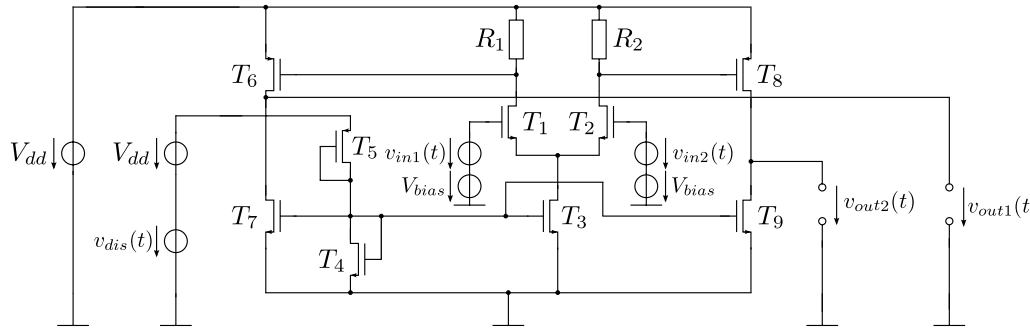 R1
R2
T6
T8
T1
T2
Vdd
Vdd
T5
vin1(t)
vin2(t)
Vbias
Vbias
T7
T3
T9
vout2(t)
vout1(t
vdis(t)
T4